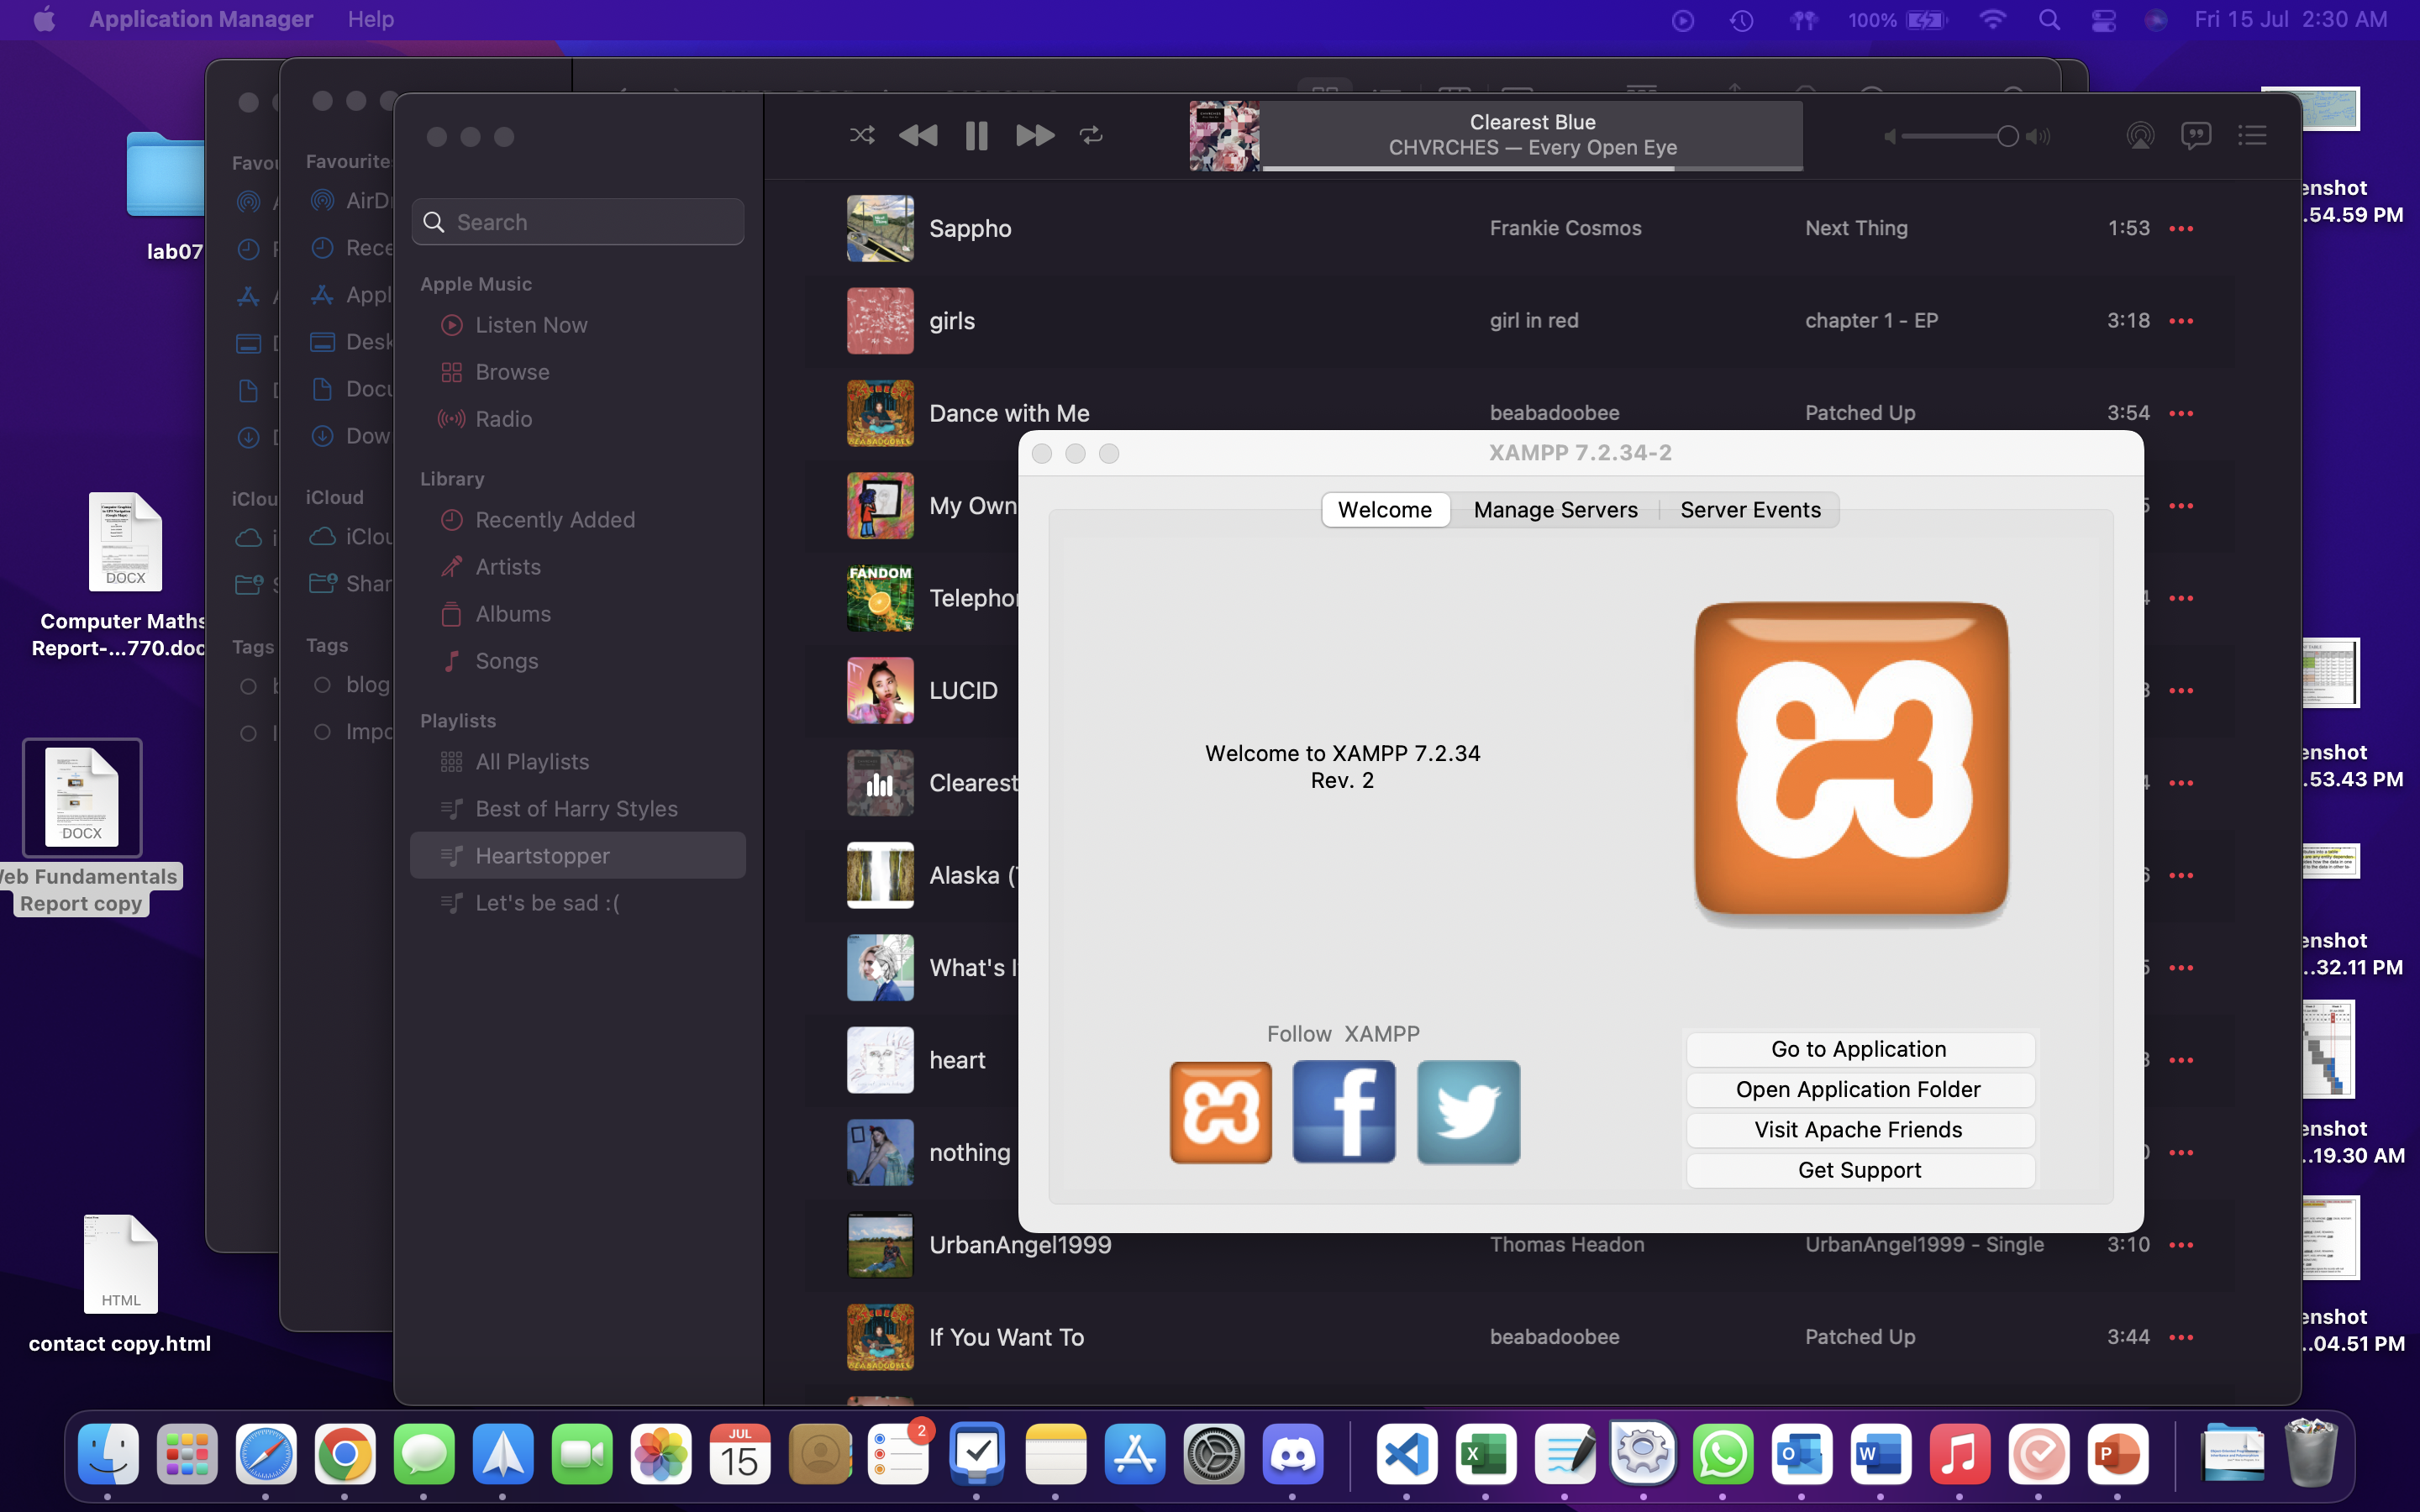 Application Manager Help 100% Fri 15 Jul 2:30 AM
Clearest Blue
CHVRCHES — Every Open Eye
Favourite
AirD
Rece
Appl
Desk
Docu
Dow
iCloud
iClou
Shar
Tags
blog
Impo
Search
Apple Music
Listen Now
Browse
Radio
Library
Recently Added
Artists
Albums
Songs
Playlists
All Playlists
Best of Harry Styles
Heartstopper
Let's be sad :(
Sappho Frankie Cosmos Next Thing 1:53
girls girl in red chapter 1 - EP 3:18
Dance with Me beabadoobee Patched Up 3:54
My Own
FANDOM
Telephon
LUCID
Clearest
Alaska (
What's I
heart
nothing
UrbanAngel1999 Thomas Headon UrbanAngel1999 - Single 3:10
If You Want To beabadoobee Patched Up 3:44
XAMPP 7.2.34-2
Welcome Manage Servers Server Events
Welcome to XAMPP 7.2.34
Rev. 2
Follow XAMPP
Go to Application
Open Application Folder
Visit Apache Friends
Get Support
lab07
DOCX
Computer Maths
Report-...770.doc
DOCX
eb Fundamentals
Report copy
HTML
contact copy.html
enshot
.54.59 PM
enshot
.53.43 PM
enshot
..32.11 PM
enshot
..19.30 AM
enshot
..04.51 PM
JUL
15
2